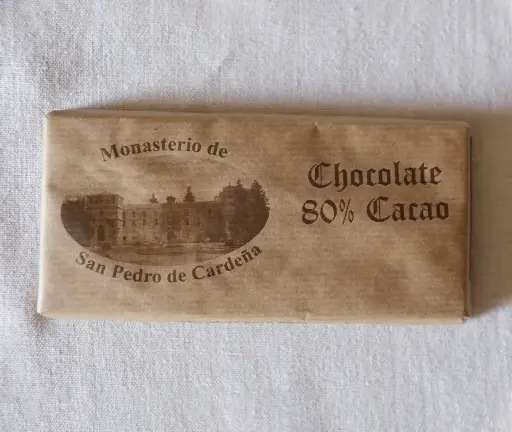 Monasterio de
San Pedro de Cardeña
Chocolate
80% Cacao